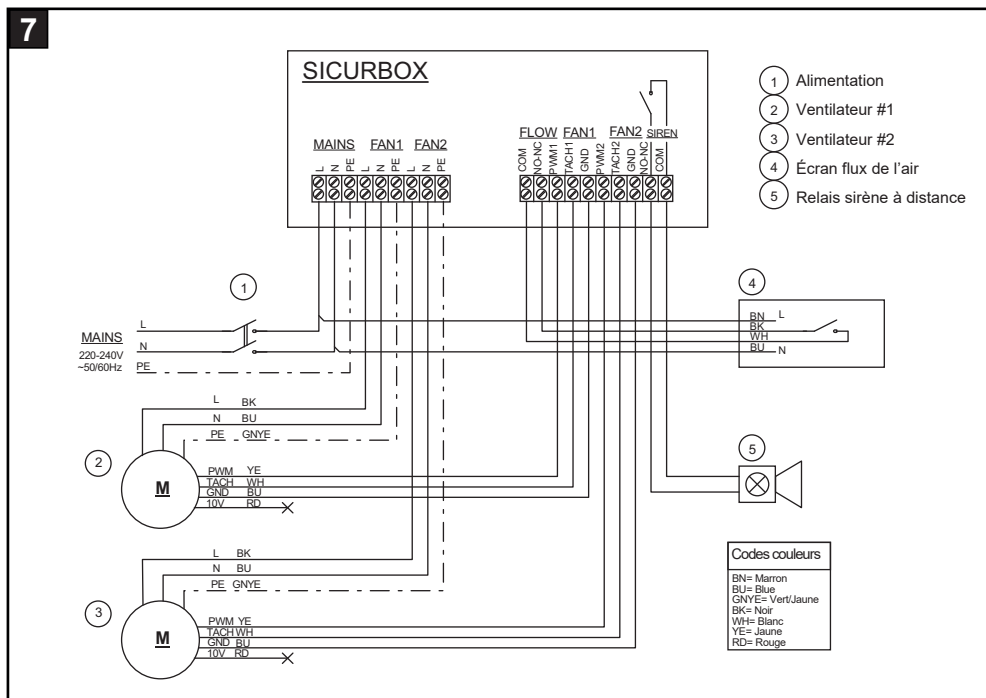 7
SICURBOX
MAINS FAN1 FAN2
L N PE L N PE L N PE
FLOW FAN1 FAN2 SIREN
COM NO-NC PWM1 TACH1 GND PWM2 TACH2 GND NO-NC COM
1 Alimentation
2 Ventilateur #1
3 Ventilateur #2
4 Écran flux de l'air
5 Relais sirène à distance
1
MAINS
220-240V
~50/60Hz
L
N
PE
4
BN L
BK
WH
BU N
2
M
L BK
N BU
PE GNYE
PWM YE
TACH WH
GND BU
10V RD
5
3
M
L BK
N BU
PE GNYE
PWM YE
TACH WH
GND BU
10V RD
Codes couleurs
BN= Marron
BU= Blue
GNYE= Vert/Jaune
BK= Noir
WH= Blanc
YE= Jaune
RD= Rouge